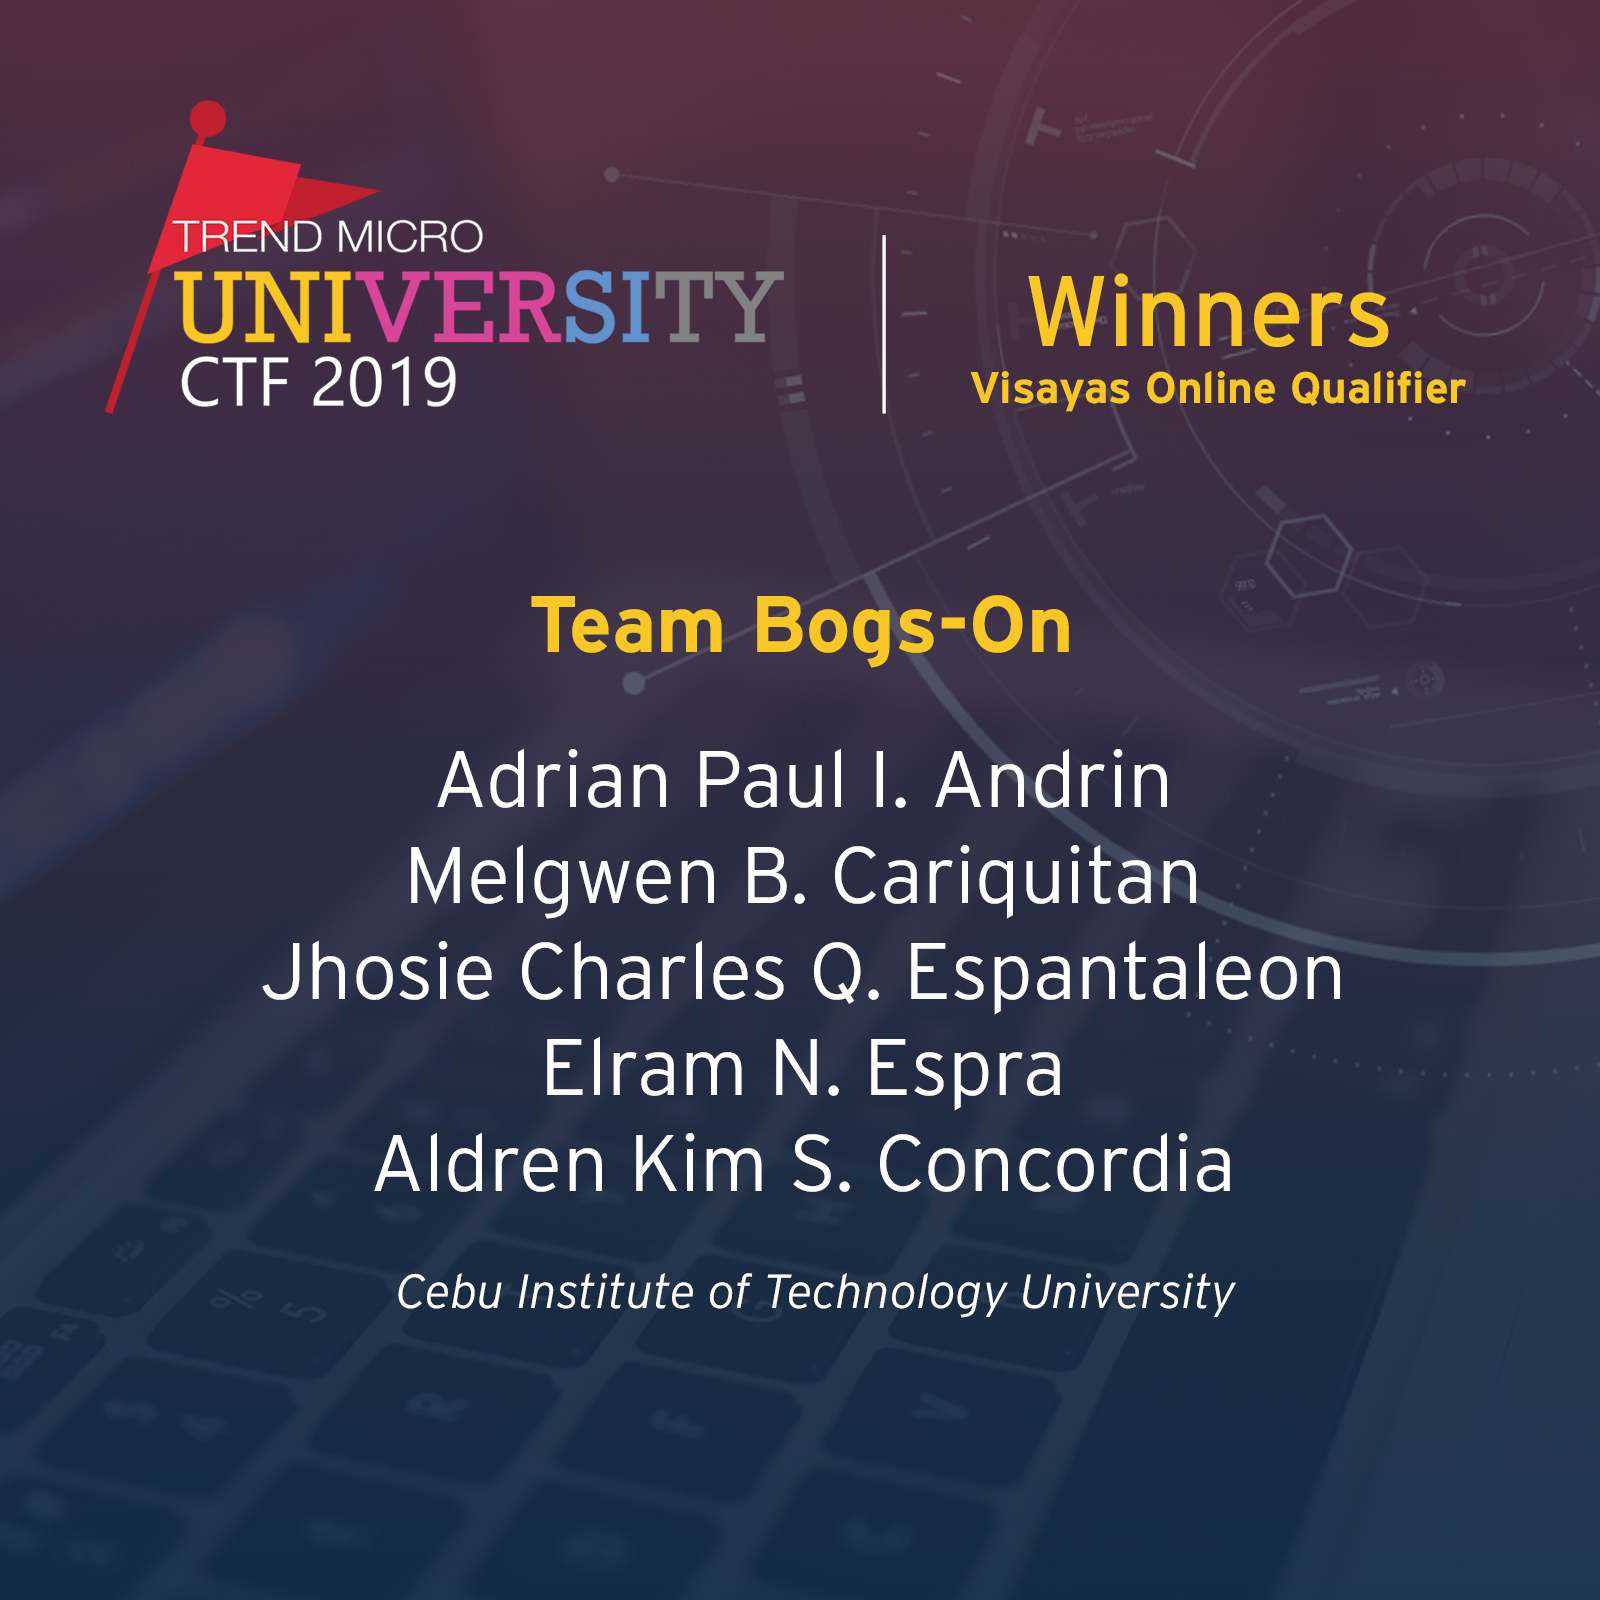 TREND MICRO
UNIVERSITY
CTF 2019
Winners
Visayas Online Qualifier
Team Bogs-On
Adrian Paul I. Andrin
Melgwen B. Cariquitan
Jhosie Charles Q. Espantaleon
Elram N. Espra
Aldren Kim S. Concordia
Cebu Institute of Technology University